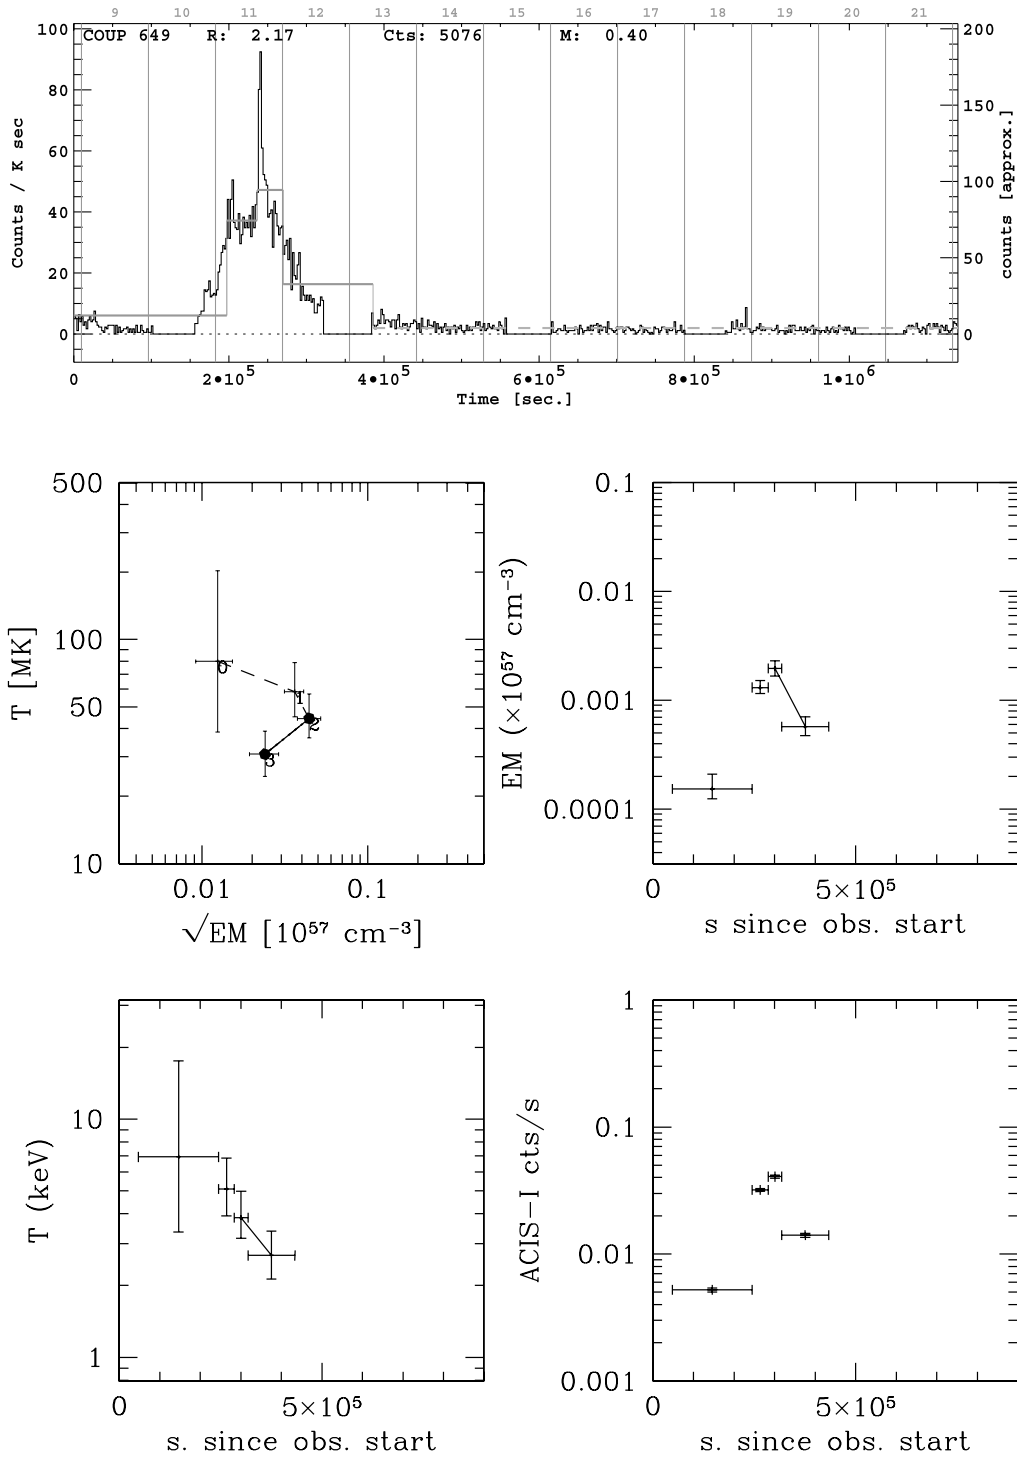 9 10 11 12 13 14 15 16 17 18 19 20 21
COUP 649 R: 2.17 Cts: 5076 M: 0.40
100
80
60
40
20
0
Counts / K sec
200
150
100
50
0
counts [approx.]
0 2•10⁵ 4•10⁵ 6•10⁵ 8•10⁵ 1•10⁶
Time [sec.]
500
100
50
10
T [MK]
0
1
2
3
0.01 0.1
√EM [10⁵⁷ cm⁻³]
0.1
0.01
0.001
0.0001
EM (×10⁵⁷ cm⁻³)
0 5×10⁵
s since obs. start
10
1
T (keV)
0 5×10⁵
s. since obs. start
1
0.1
0.01
0.001
ACIS−I cts/s
0 5×10⁵
s. since obs. start